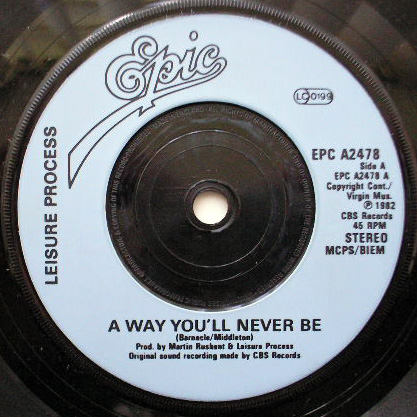 Epic
LC 0199
LEISURE PROCESS
EPC A2478
Side A
EPC A2478 A
Copyright Cont./
Virgin Mus.
℗ 1982
CBS Records
45 RPM
STEREO
MCPS/BIEM
A WAY YOU'LL NEVER BE
(Barnacle/Middleton)
Prod. by Martin Rushent & Leisure Process
Original sound recording made by CBS Records